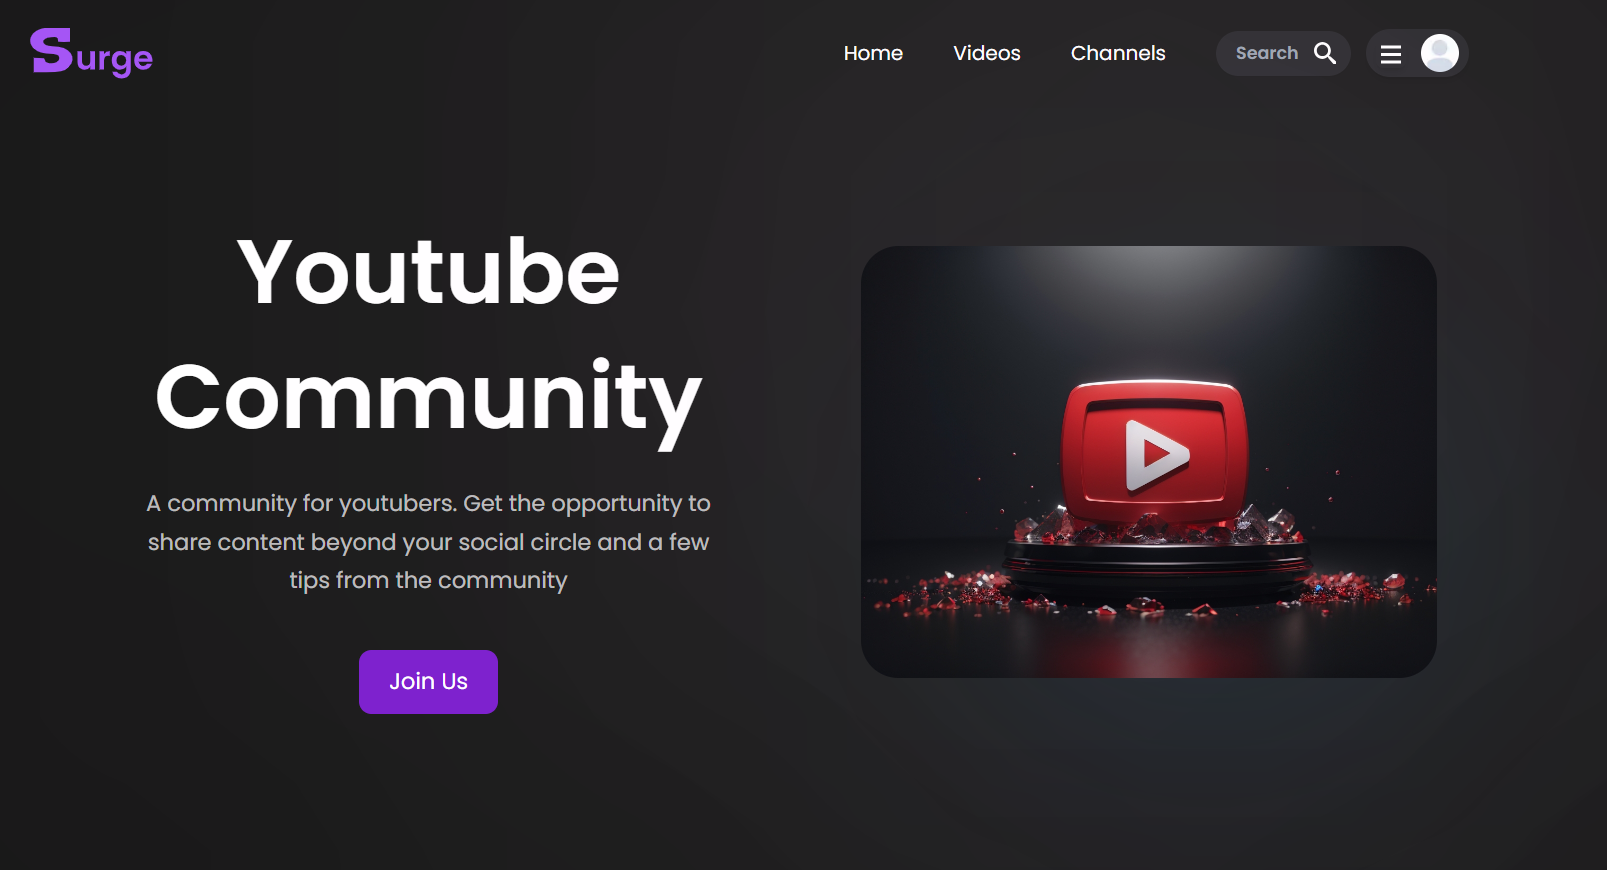 Surge
Home Videos Channels Search
Youtube
Community
A community for youtubers. Get the opportunity to
share content beyond your social circle and a few
tips from the community
Join Us